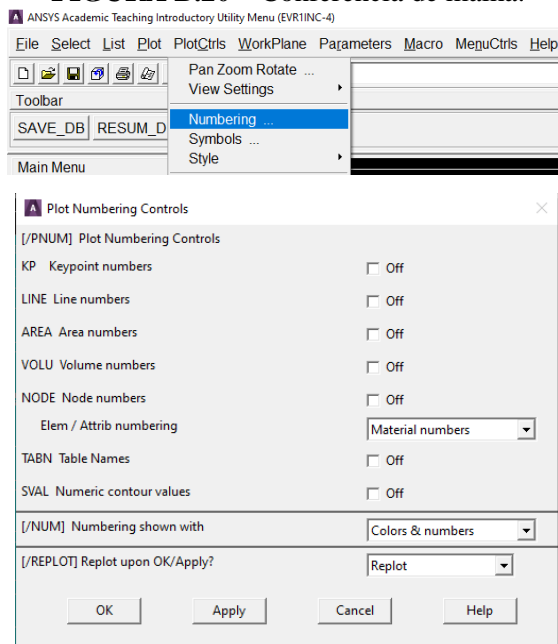 ANSYS Academic Teaching Introductory Utility Menu (EVR1INC-4)
File Select List Plot PlotCtrls WorkPlane Parameters Macro MenuCtrls Help
Pan Zoom Rotate ...
View Settings
Toolbar
SAVE_DB RESUM_D
Numbering ...
Symbols ...
Style
Main Menu
Plot Numbering Controls
[/PNUM] Plot Numbering Controls
KP Keypoint numbers Off
LINE Line numbers Off
AREA Area numbers Off
VOLU Volume numbers Off
NODE Node numbers Off
Elem / Attrib numbering Material numbers
TABN Table Names Off
SVAL Numeric contour values Off
[/NUM] Numbering shown with Colors & numbers
[/REPLOT] Replot upon OK/Apply? Replot
OK Apply Cancel Help